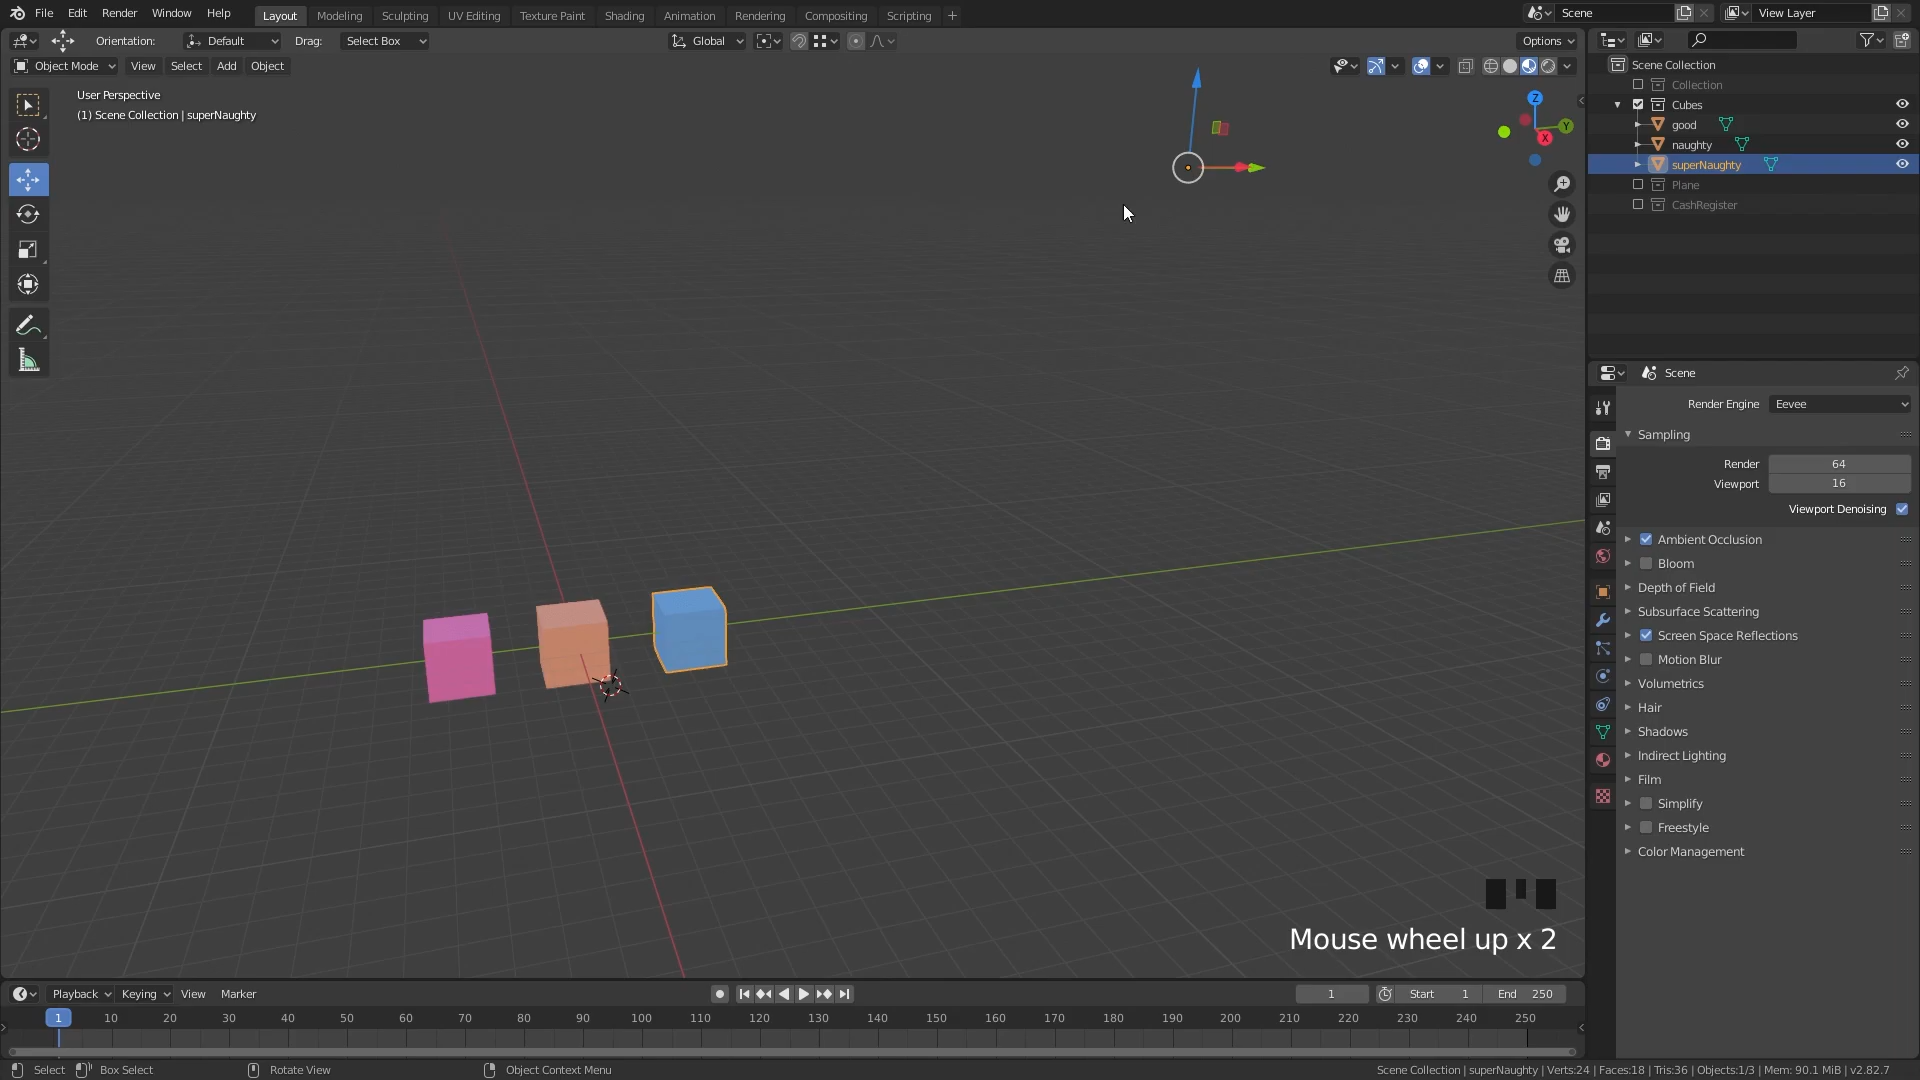 File Edit Render Window Help Layout Modeling Sculpting UV Editing Texture Paint Shading Animation Rendering Compositing Scripting + Scene View Layer
Orientation: Default Drag: Select Box Global Options
Object Mode View Select Add Object
User Perspective
(1) Scene Collection | superNaughty
Z
Y
X
Scene Collection
Collection
Cubes
good
naughty
superNaughty
Plane
CashRegister
Scene
Render Engine Eevee
Sampling
Render 64
Viewport 16
Viewport Denoising
Ambient Occlusion
Bloom
Depth of Field
Subsurface Scattering
Screen Space Reflections
Motion Blur
Volumetrics
Hair
Shadows
Indirect Lighting
Film
Simplify
Freestyle
Color Management
Mouse wheel up x 2
Playback Keying View Marker 1 Start 1 End 250
1 10 20 30 40 50 60 70 80 90 100 110 120 130 140 150 160 170 180 190 200 210 220 230 240 250
Select Box Select Rotate View Object Context Menu Scene Collection | superNaughty | Verts:24 | Faces:18 | Tris:36 | Objects:1/3 | Mem: 90.1 MiB | v2.82.7